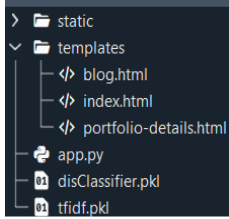 static
templates
blog.html
index.html
portfolio-details.html
app.py
disClassifier.pkl
tfidf.pkl